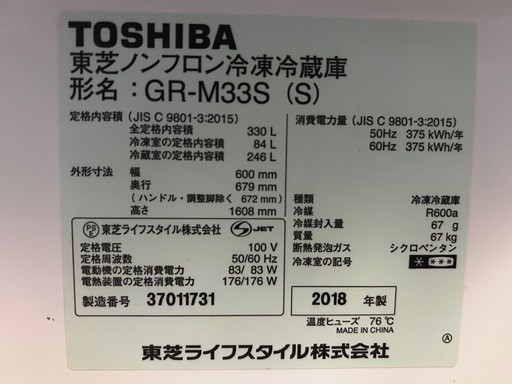 TOSHIBA
東芝ノンフロン冷凍冷蔵庫
形名：GR-M33S (S)
定格内容積 (JIS C 9801-3:2015)
全定格内容積 330 L
冷凍室の定格内容積 84 L
冷蔵室の定格内容積 246 L
外形寸法 幅 600 mm
奥行 679 mm
(ハンドル・調整脚除く 672 mm)
高さ 1608 mm
消費電力量 (JIS C 9801-3:2015)
50Hz 375 kWh/年
60Hz 375 kWh/年
種類 冷凍冷蔵庫
冷媒 R600a
冷媒封入量 67 g
質量 67 kg
断熱発泡ガス シクロペンタン
冷凍室の記号 * ***
PS E 東芝ライフスタイル株式会社 S JET
定格電圧 100 V
定格周波数 50/60 Hz
電動機の定格消費電力 83/ 83 W
電熱装置の定格消費電力 176/176 W
製造番号 37011731
2018 年製
温度ヒューズ 76℃
MADE IN CHINA
A
東芝ライフスタイル株式会社